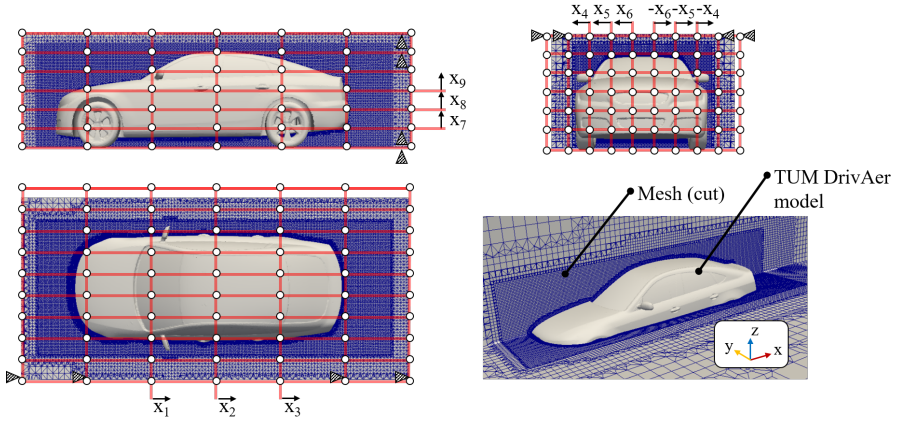 x₄ x₅ x₆ -x₆ -x₅ -x₄
x₉
x₈
x₇
Mesh (cut)
TUM DrivAer
model
z
y
x
x₁ x₂ x₃